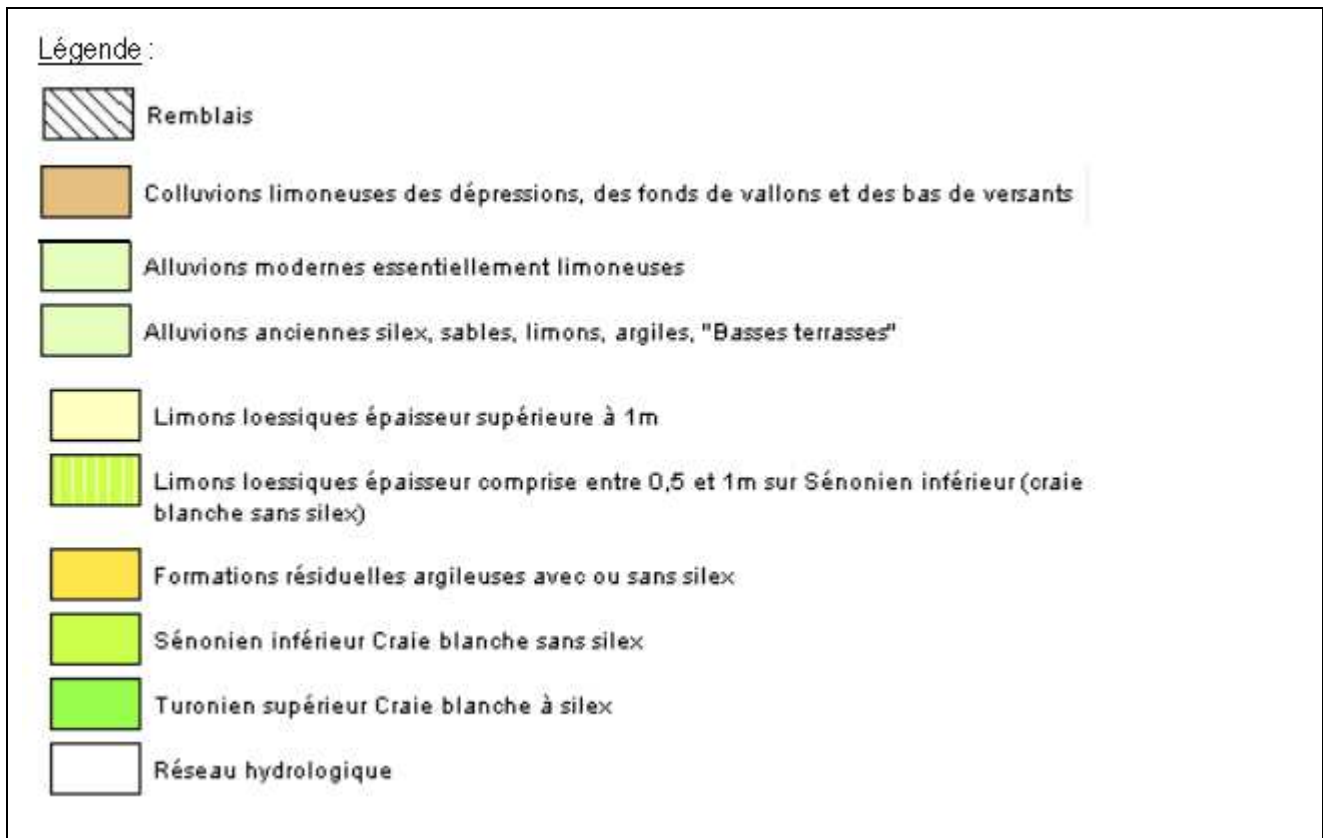 Légende :
Remblais
Colluvions limoneuses des dépressions, des fonds de vallons et des bas de versants
Alluvions modernes essentiellement limoneuses
Alluvions anciennes silex, sables, limons, argiles, "Basses terrasses"
Limons loessiques épaisseur supérieure à 1m
Limons loessiques épaisseur comprise entre 0,5 et 1m sur Sénonien inférieur (craie
blanche sans silex)
Formations résiduelles argileuses avec ou sans silex
Sénonien inférieur Craie blanche sans silex
Turonien supérieur Craie blanche à silex
Réseau hydrologique